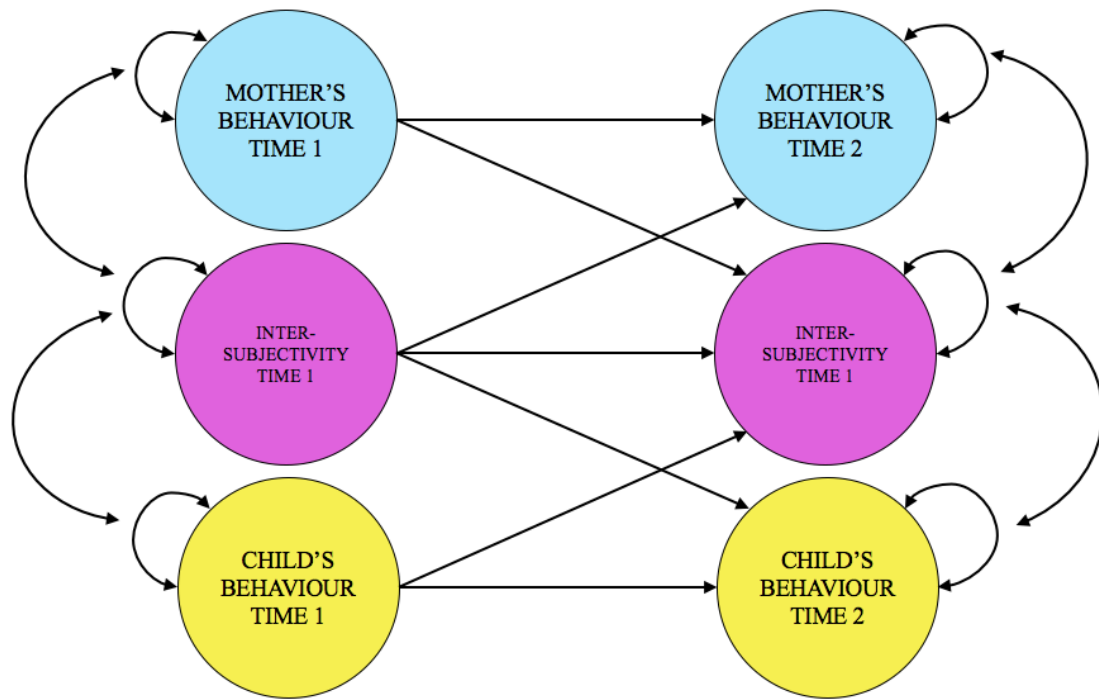 MOTHER'S
BEHAVIOUR
TIME 1
MOTHER'S
BEHAVIOUR
TIME 2
INTER-
SUBJECTIVITY
TIME 1
INTER-
SUBJECTIVITY
TIME 1
CHILD'S
BEHAVIOUR
TIME 1
CHILD'S
BEHAVIOUR
TIME 2